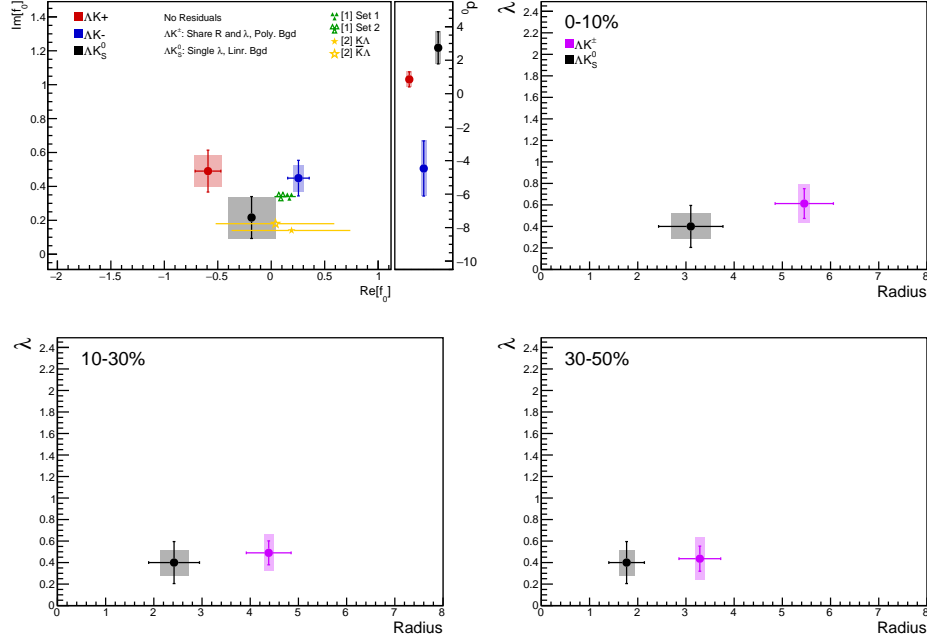 Im[f₀]
ΛK+
ΛK-
ΛK⁰S
No Residuals
ΛK±: Share R and λ, Poly. Bgd
ΛK⁰S: Single λ, Linr. Bgd
[1] Set 1
[1] Set 2
[2] KΛ
[2] K̅Λ
1.4
1.2
1
0.8
0.6
0.4
0.2
0
−2 −1.5 −1 −0.5 0 0.5 1
Re[f₀]
d₀
6
4
2
0
−2
−4
−6
−8
−10
λ
0-10%
ΛK±
ΛK⁰S
2.4
2.2
2
1.8
1.6
1.4
1.2
1
0.8
0.6
0.4
0.2
0
0 1 2 3 4 5 6 7 8
Radius
λ
10-30%
2.4
2.2
2
1.8
1.6
1.4
1.2
1
0.8
0.6
0.4
0.2
0
0 1 2 3 4 5 6 7 8
Radius
λ
30-50%
2.4
2.2
2
1.8
1.6
1.4
1.2
1
0.8
0.6
0.4
0.2
0
0 1 2 3 4 5 6 7 8
Radius